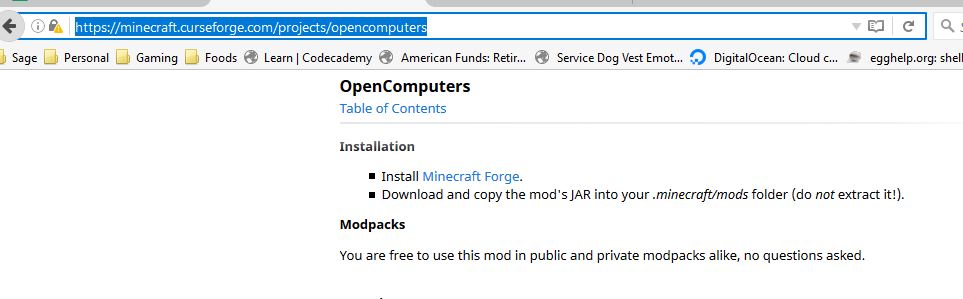 https://minecraft.curseforge.com/projects/opencomputers
Sage Personal Gaming Foods Learn | Codecademy American Funds: Retir... Service Dog Vest Emot... DigitalOcean: Cloud c... egghelp.org: shell
OpenComputers
Table of Contents
Installation
Install Minecraft Forge.
Download and copy the mod's JAR into your .minecraft/mods folder (do not extract it!).
Modpacks
You are free to use this mod in public and private modpacks alike, no questions asked.